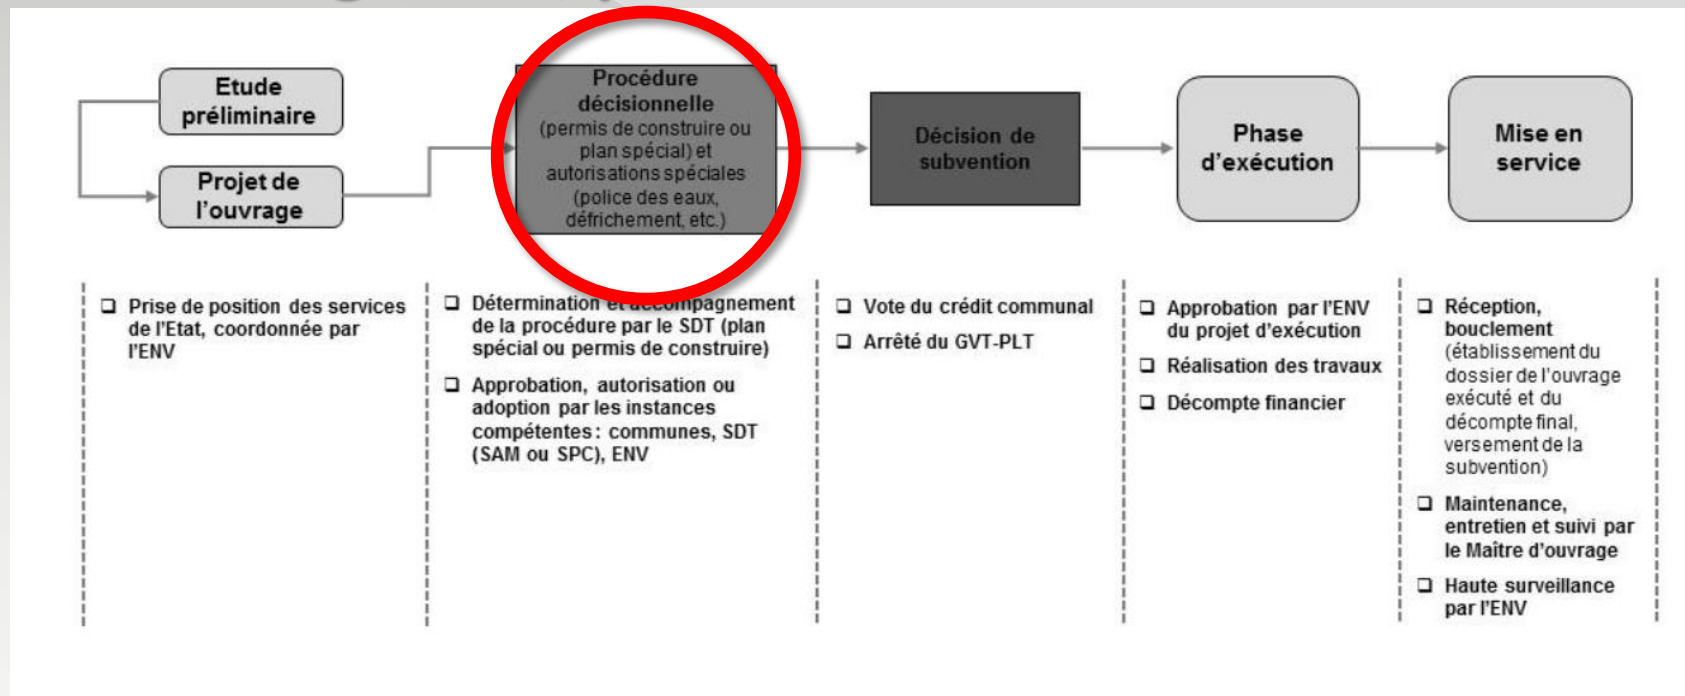 Etude
préliminaire
Projet de
l'ouvrage
Procédure
décisionnelle
(permis de construire ou
plan spécial) et
autorisations spéciales
(police des eaux,
défrichement, etc.)
Décision de
subvention
Phase
d'exécution
Mise en
service
❑ Prise de position des services
de l'Etat, coordonnée par
l'ENV
❑ Détermination et accompagnement
de la procédure par le SDT (plan
spécial ou permis de construire)
❑ Approbation, autorisation ou
adoption par les instances
compétentes : communes, SDT
(SAM ou SPC), ENV
❑ Vote du crédit communal
❑ Arrêté du GVT-PLT
❑ Approbation par l'ENV
du projet d'exécution
❑ Réalisation des travaux
❑ Décompte financier
❑ Réception,
bouclement
(établissement du
dossier de l'ouvrage
exécuté et du
décompte final,
versement de la
subvention)
❑ Maintenance,
entretien et suivi par
le Maître d'ouvrage
❑ Haute surveillance
par l'ENV